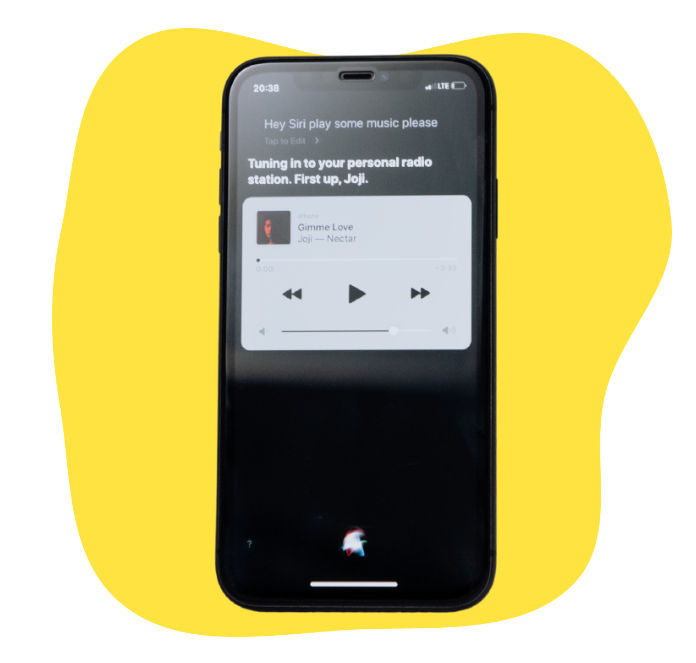 20:38 LTE
Hey Siri play some music please
Tap to Edit
Tuning in to your personal radio
station. First up, Joji.
iPhone
Gimme Love
Joji — Nectar
0:00 -3:33
?